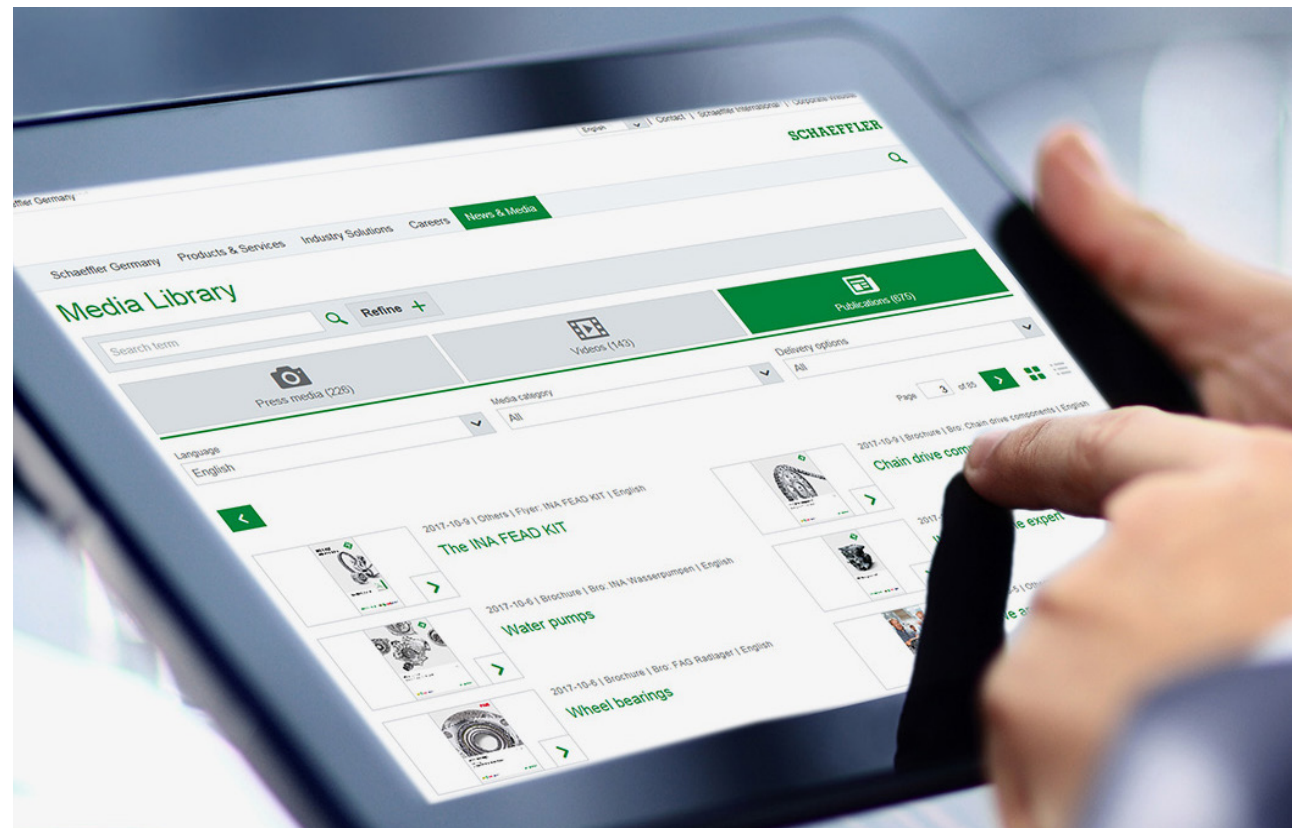 English | Contact | Schaeffler International | Corporate Website
SCHAEFFLER
Schaeffler Germany Products & Services Industry Solutions Careers News & Media
Media Library
Search term Refine +
Press media (226) Videos (143) Publications (675)
Language Media category Delivery options
English All All
Page 3 of 85
2017-10-9 | Others | Flyer: INA FEAD KIT | English
The INA FEAD KIT
2017-10-9 | Brochure | Bro: Chain drive components | English
Chain drive
2017-10-6 | Brochure | Bro: INA Wasserpumpen | English
Water pumps
expert
2017-10-6 | Brochure | Bro: FAG Radlager | English
Wheel bearings